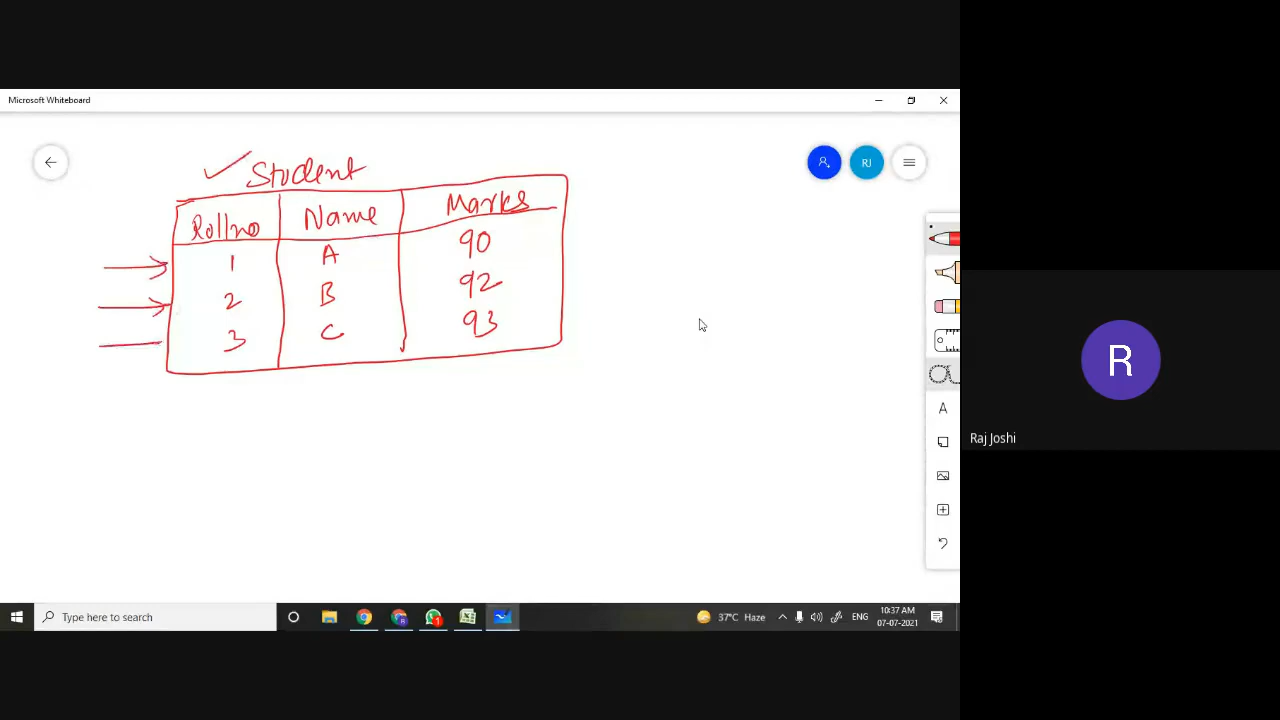 Microsoft Whiteboard
RJ
Student
Rollno Name Marks
1 A 90
2 B 92
3 C 93
A
R
Raj Joshi
Type here to search
1
37°C Haze
ENG
10:37 AM
07-07-2021